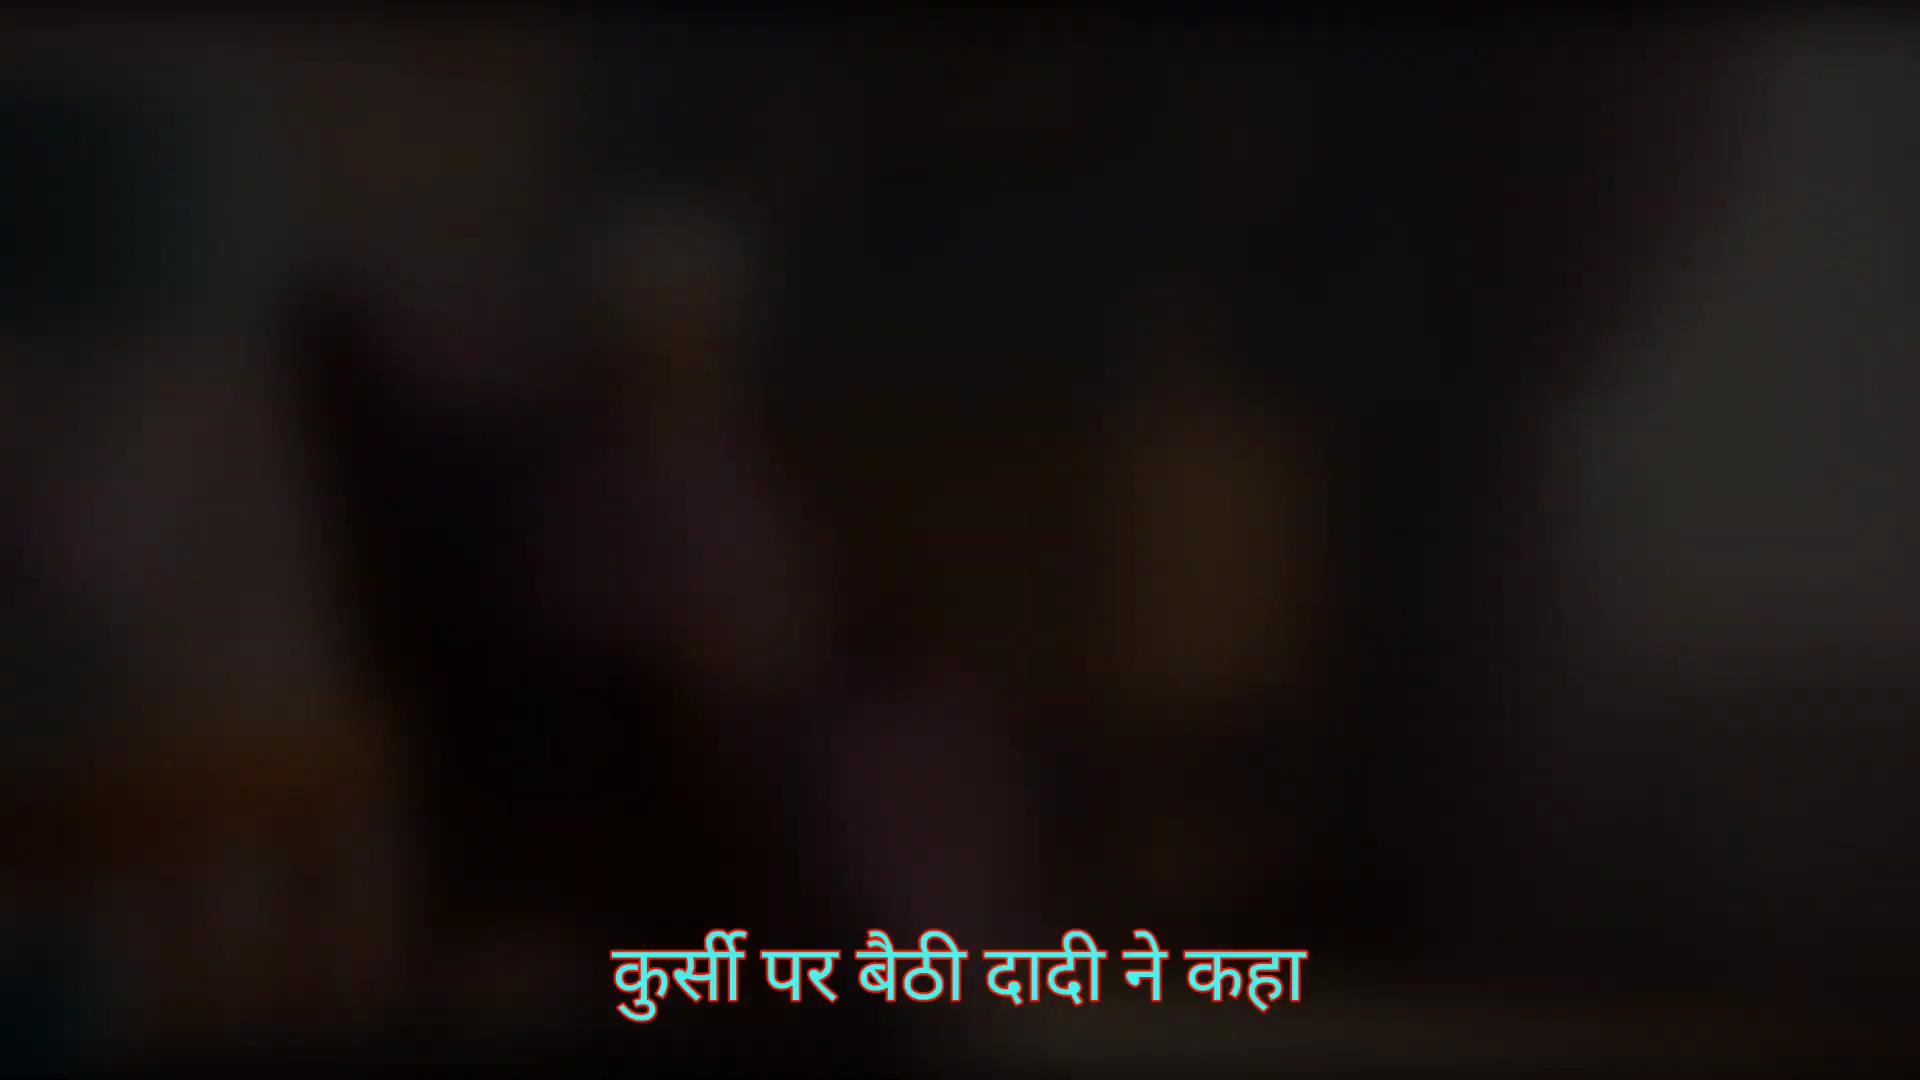 कुर्सी पर बैठी दादी ने कहा